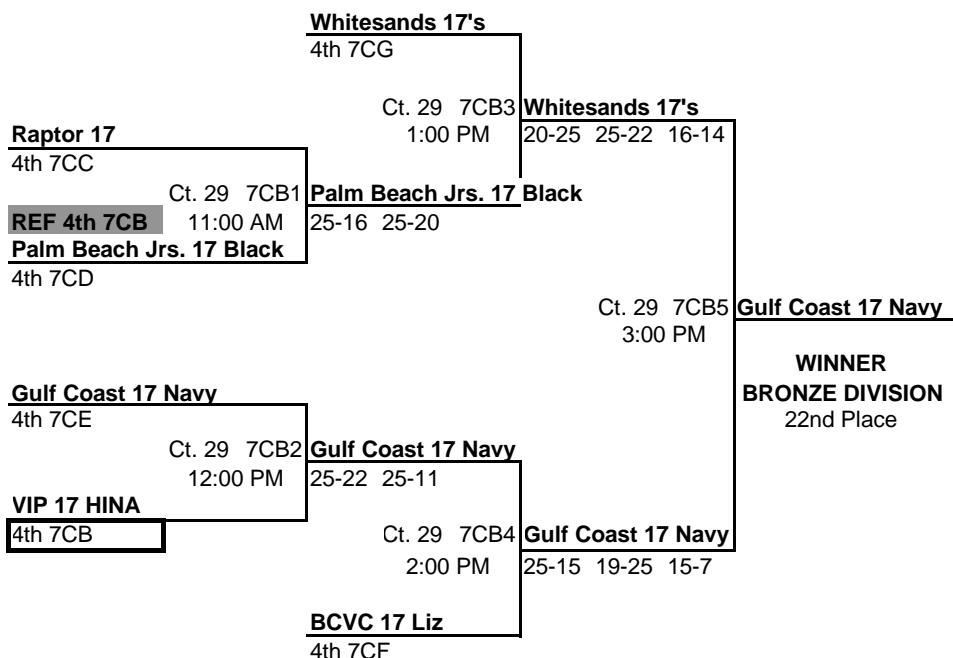 Whitesands 17's
4th 7CG
Ct. 29 7CB3 Whitesands 17's
Raptor 17 1:00 PM 20-25 25-22 16-14
4th 7CC
Ct. 29 7CB1 Palm Beach Jrs. 17 Black
REF 4th 7CB 11:00 AM 25-16 25-20
Palm Beach Jrs. 17 Black
4th 7CD
Ct. 29 7CB5 Gulf Coast 17 Navy
3:00 PM
WINNER
Gulf Coast 17 Navy BRONZE DIVISION
4th 7CE 22nd Place
Ct. 29 7CB2 Gulf Coast 17 Navy
12:00 PM 25-22 25-11
VIP 17 HINA
4th 7CB Ct. 29 7CB4 Gulf Coast 17 Navy
2:00 PM 25-15 19-25 15-7
BCVC 17 Liz
4th 7CF